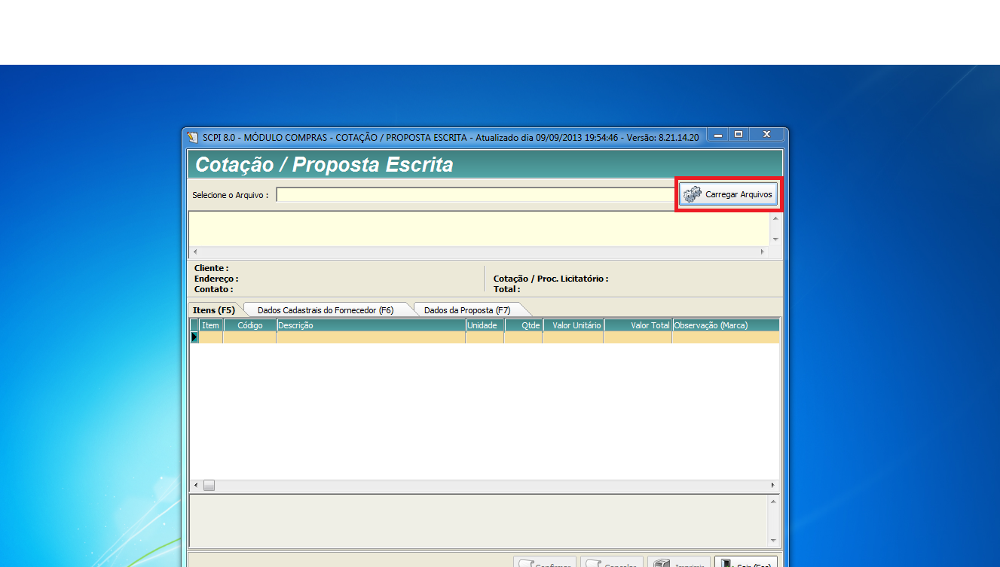 SCPI 8.0 - MÓDULO COMPRAS - COTAÇÃO / PROPOSTA ESCRITA - Atualizado dia 09/09/2013 19:54:46 - Versão: 8.21.14.20
Cotação / Proposta Escrita
Selecione o Arquivo : Carregar Arquivos
Cliente :
Endereço :
Contato :
Cotação / Proc. Licitatório :
Total :
Itens (F5) Dados Cadastrais do Fornecedor (F6) Dados da Proposta (F7)
Item Código Descrição Unidade Qtde Valor Unitário Valor Total Observação (Marca)
Confirmar Cancelar Imprimir Sair (Esc)